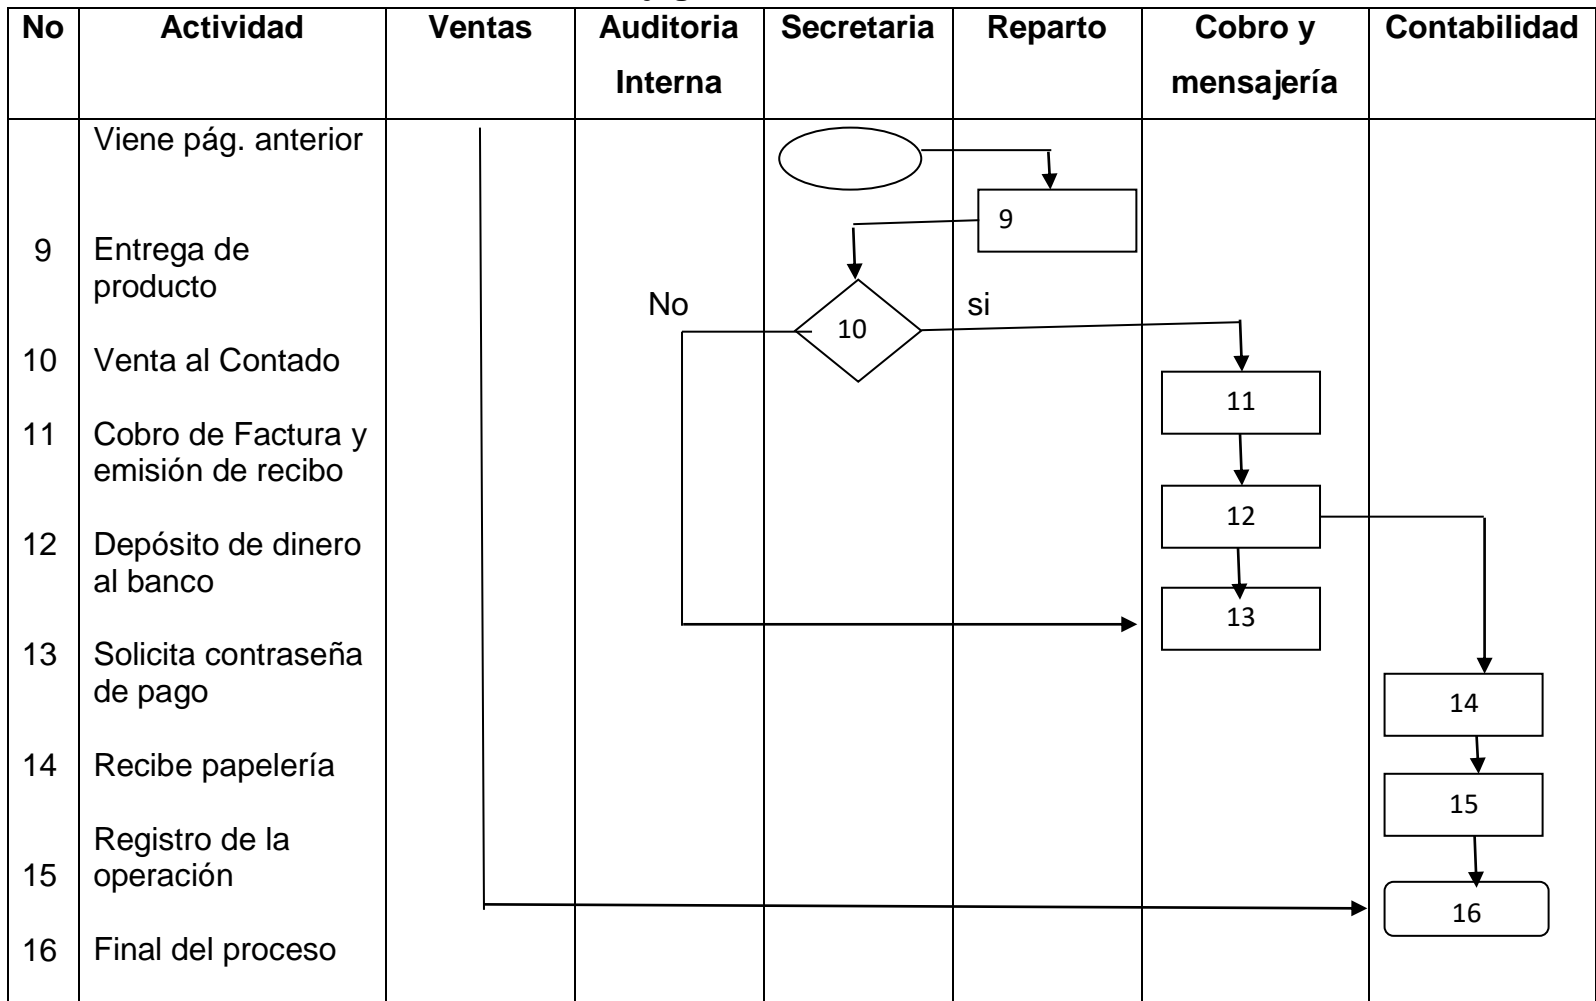 No Actividad Ventas Auditoria Interna Secretaria Reparto Cobro y mensajería Contabilidad
Viene pág. anterior
9 Entrega de
producto
10 Venta al Contado
11 Cobro de Factura y
emisión de recibo
12 Depósito de dinero
al banco
13 Solicita contraseña
de pago
14 Recibe papelería
Registro de la
15 operación
16 Final del proceso
9
No
si
10
11
12
13
14
15
16